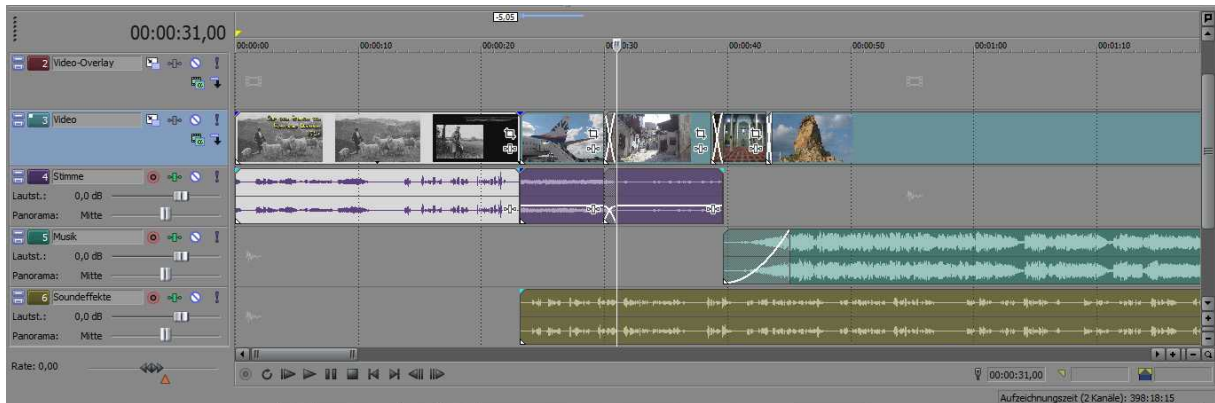 -5.05
00:00:31,00
00:00:00 00:00:10 00:00:20 00:00:30 00:00:40 00:00:50 00:01:00 00:01:10
2 Video-Overlay
3 Video
4 Stimme
Lautst.: 0,0 dB
Panorama: Mitte
5 Musik
Lautst.: 0,0 dB
Panorama: Mitte
6 Soundeffekte
Lautst.: 0,0 dB
Panorama: Mitte
Rate: 0,00
00:00:31,00
Aufzeichnungszeit (2 Kanäle): 398:18:15